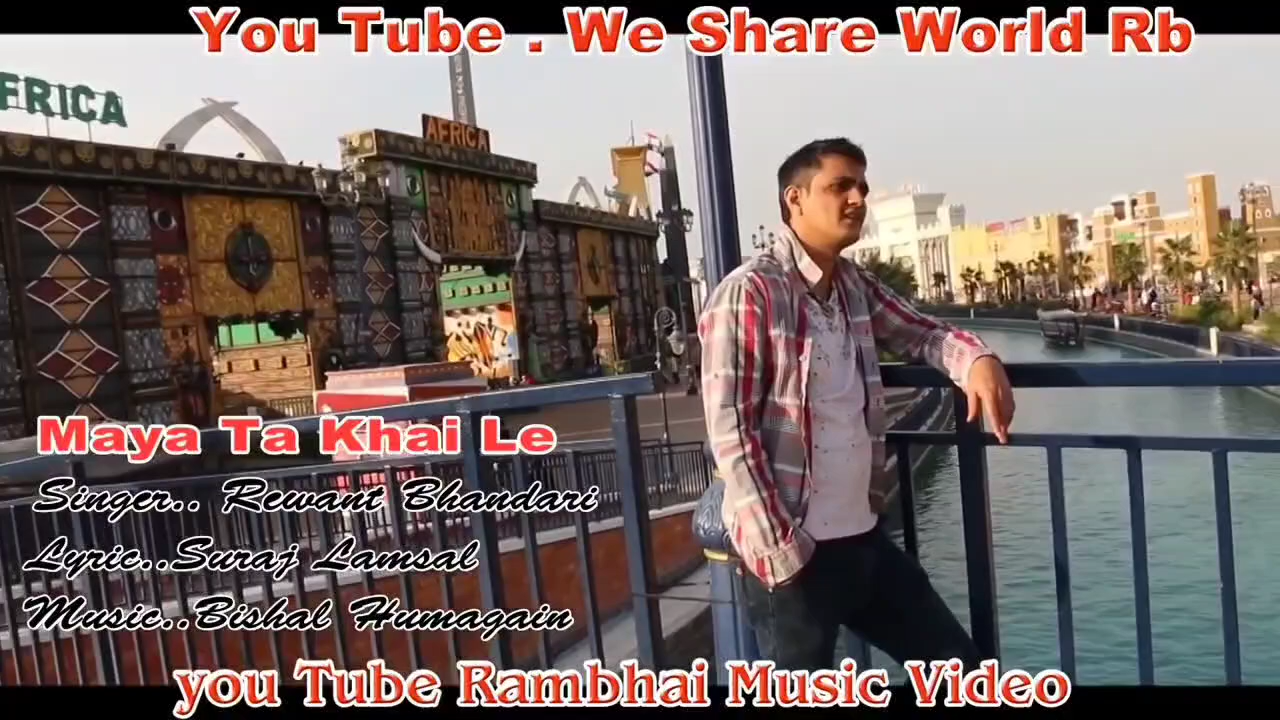 You Tube . We Share World Rb
FRICA
AFRICA
Maya Ta Khai Le
Singer.. Rewant Bhandari
Lyric..Suraj Lamsal
Music..Bishal Humagain
you Tube Rambhai Music Video